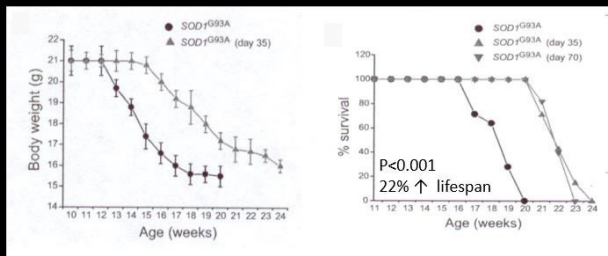 SOD1G93A
SOD1G93A (day 35)
Body weight (g)
22
21
20
19
18
17
16
15
14
10 11 12 13 14 15 16 17 18 19 20 21 22 23 24
Age (weeks)
SOD1G93A
SOD1G93A (day 35)
SOD1G93A (day 70)
% survival
120
100
80
60
40
20
0
P<0.001
22% ↑ lifespan
11 12 13 14 15 16 17 18 19 20 21 22 23 24
Age (weeks)